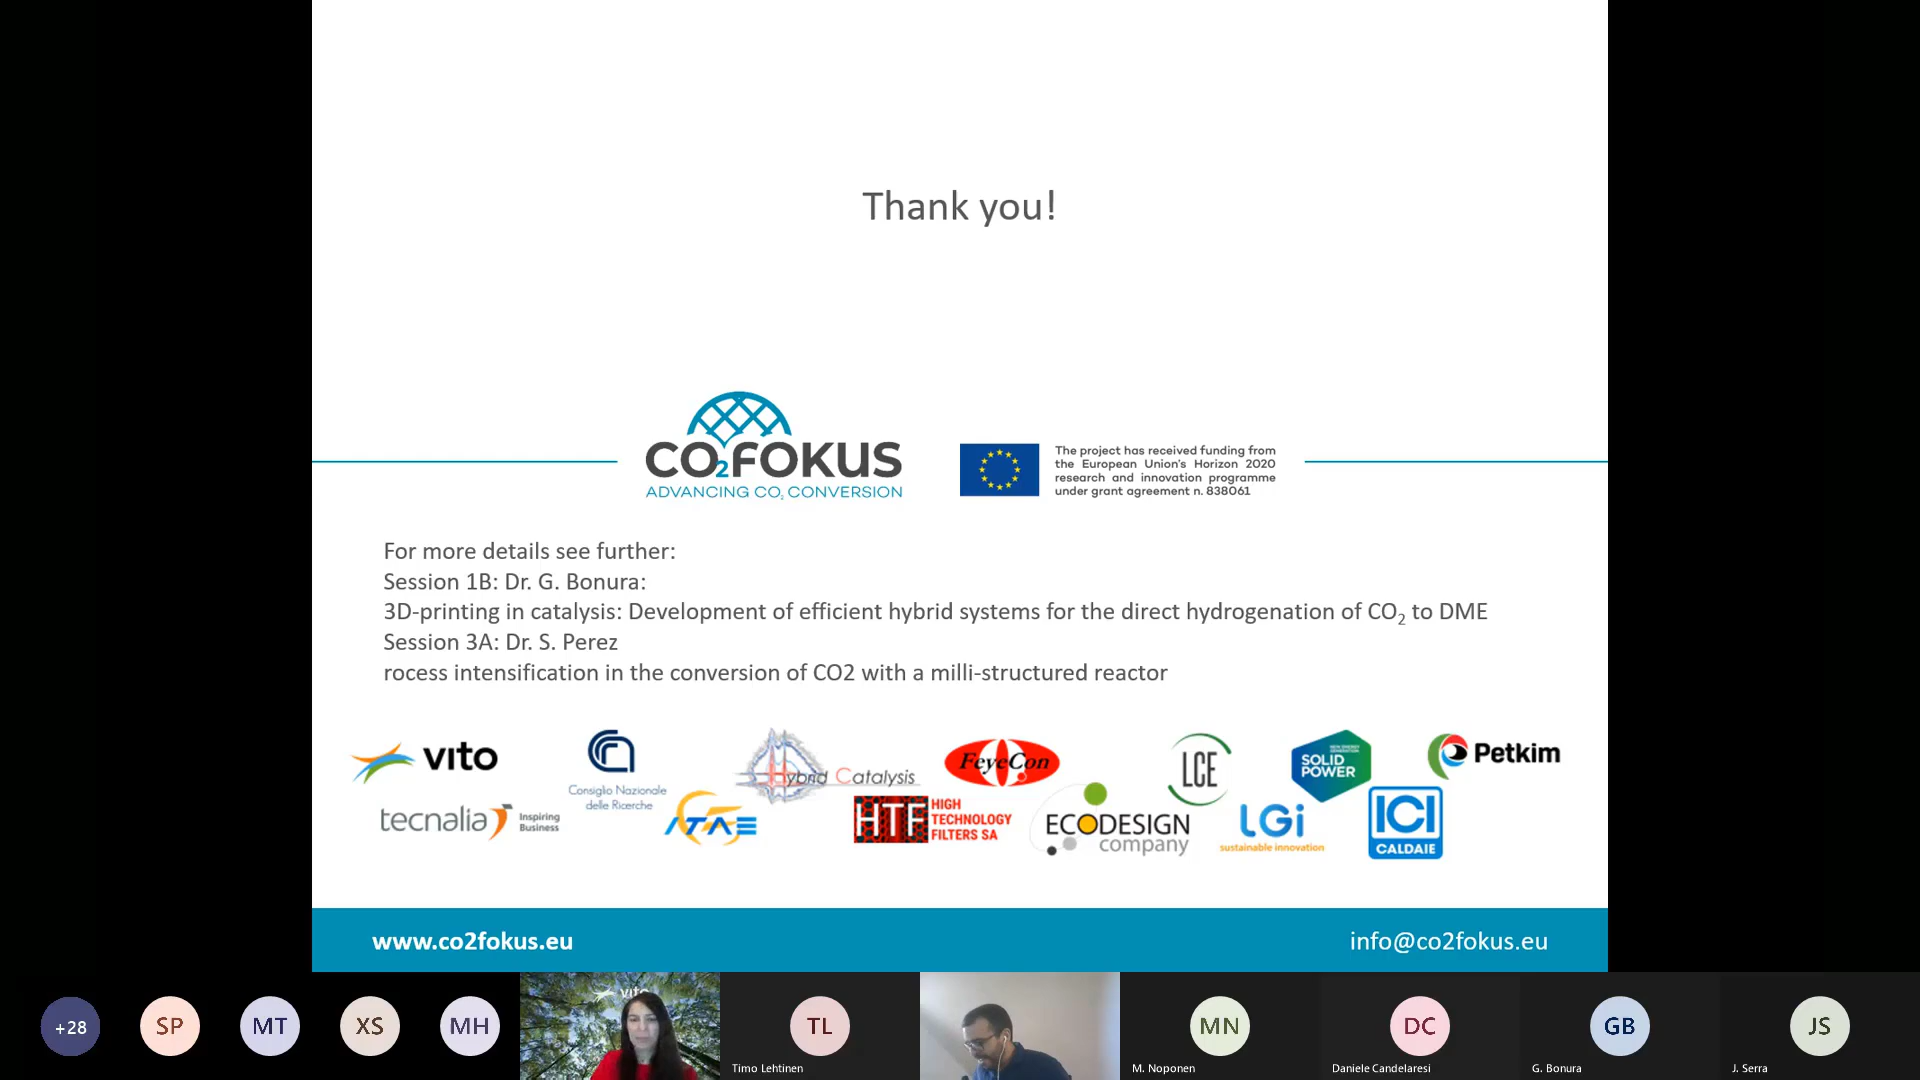 Thank you!
CO2FOKUS
ADVANCING CO2 CONVERSION
The project has received funding from
the European Union's Horizon 2020
research and innovation programme
under grant agreement n. 838061
For more details see further:
Session 1B: Dr. G. Bonura:
3D-printing in catalysis: Development of efficient hybrid systems for the direct hydrogenation of CO2 to DME
Session 3A: Dr. S. Perez
rocess intensification in the conversion of CO2 with a milli-structured reactor
vito
Consiglio Nazionale
delle Ricerche
Hybrid Catalysis
FeyeCon
LCE
NEW ENERGY
GENERATION
SOLID
POWER
Petkim
tecnalia
Inspiring
Business
ITAE
HTF
HIGH
TECHNOLOGY
FILTERS SA
ECODESIGN
company
LGi
sustainable innovation
ICI
CALDAIE
www.co2fokus.eu
info@co2fokus.eu
+28
SP
MT
XS
MH
vito
TL
Timo Lehtinen
MN
M. Noponen
DC
Daniele Candelaresi
GB
G. Bonura
JS
J. Serra